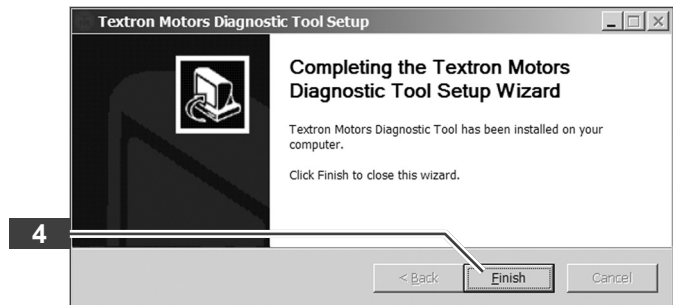 Textron Motors Diagnostic Tool Setup
Completing the Textron Motors
Diagnostic Tool Setup Wizard
Textron Motors Diagnostic Tool has been installed on your
computer.
Click Finish to close this wizard.
4
< Back Finish Cancel